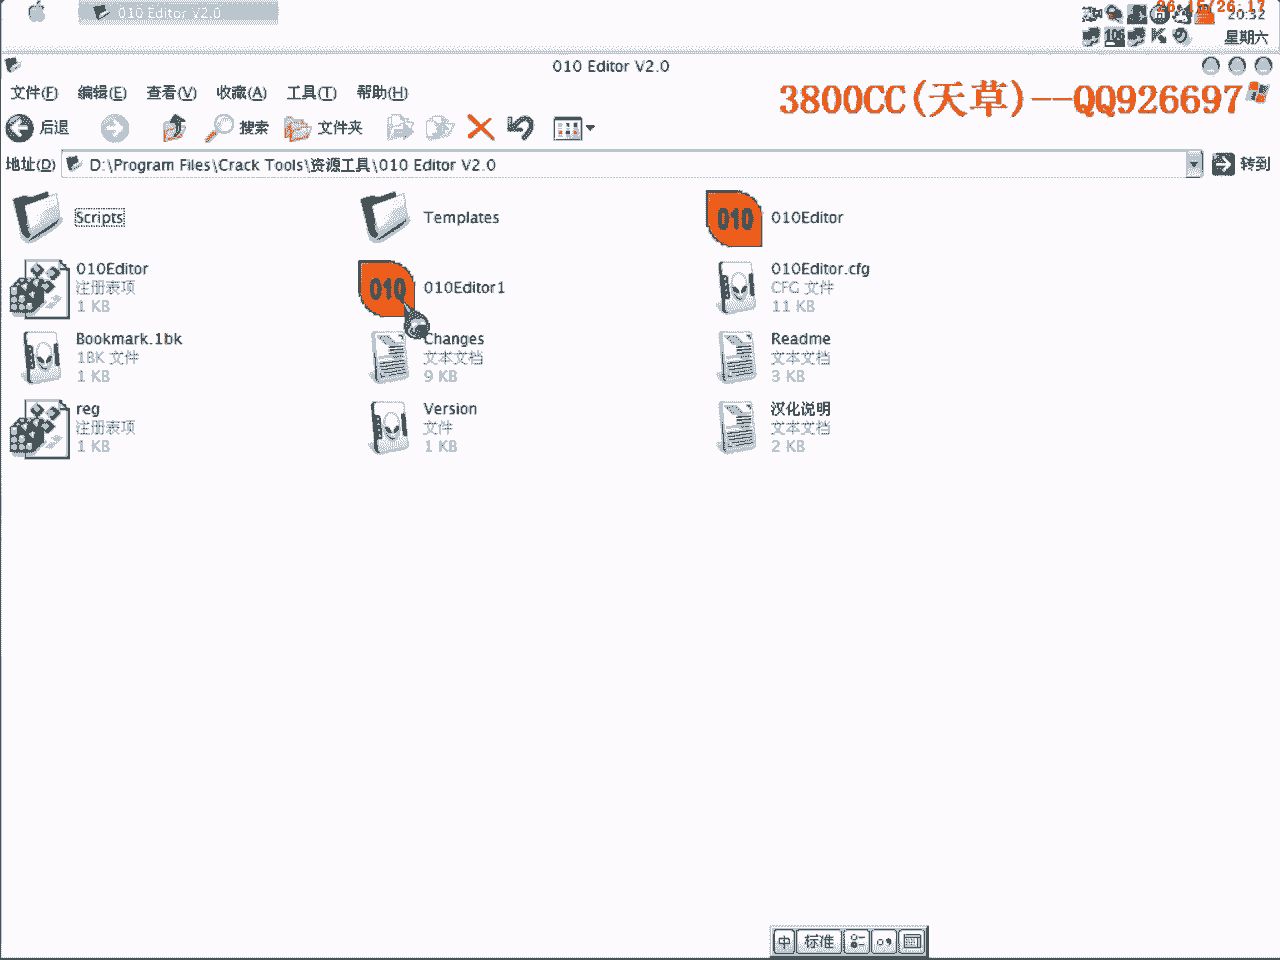 010 Editor V2.0
26.15/26.17
20:32
星期六
010 Editor V2.0
文件(F) 编辑(E) 查看(V) 收藏(A) 工具(T) 帮助(H)
3800CC(天草)--QQ926697
后退 搜索 文件夹
地址(D) D:\Program Files\Crack Tools\资源工具\010 Editor V2.0 转到
Scripts
Templates
010Editor
010Editor
注册表项
1 KB
010Editor1
010Editor.cfg
CFG 文件
11 KB
Bookmark.1bk
1BK 文件
1 KB
Changes
文本文档
9 KB
Readme
文本文档
3 KB
reg
注册表项
1 KB
Version
文件
1 KB
汉化说明
文本文档
2 KB
中 标准